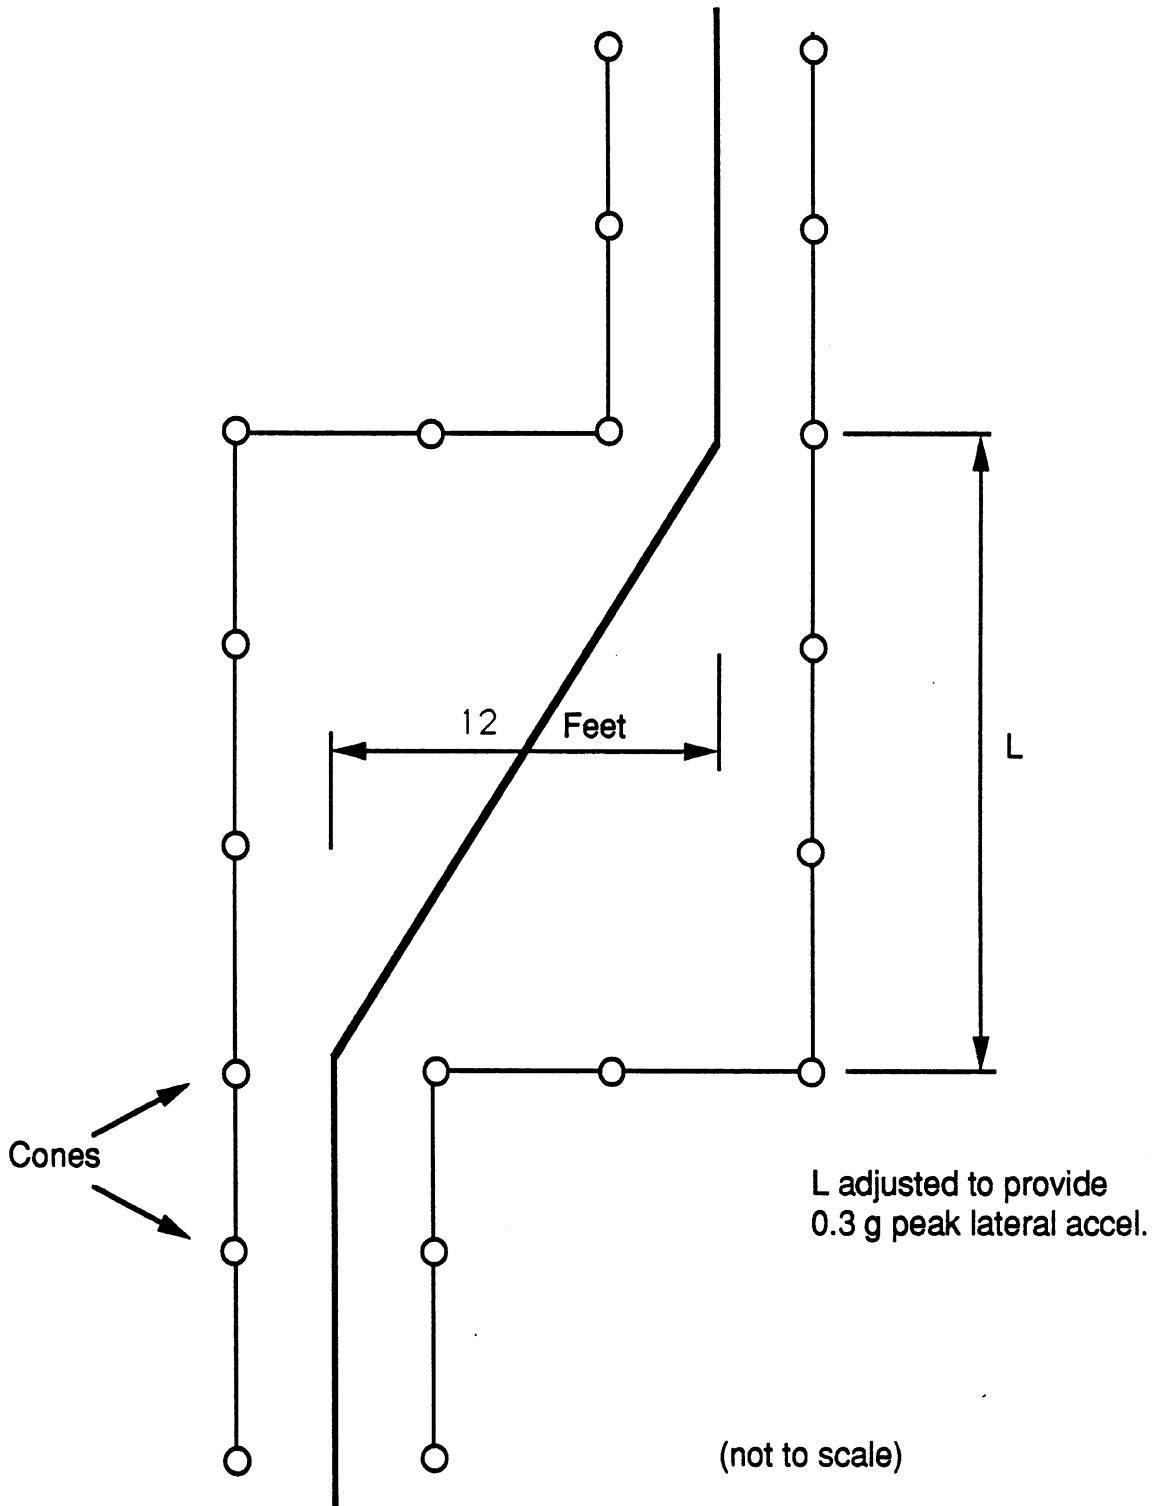 12 Feet
L
Cones
L adjusted to provide
0.3 g peak lateral accel.
(not to scale)